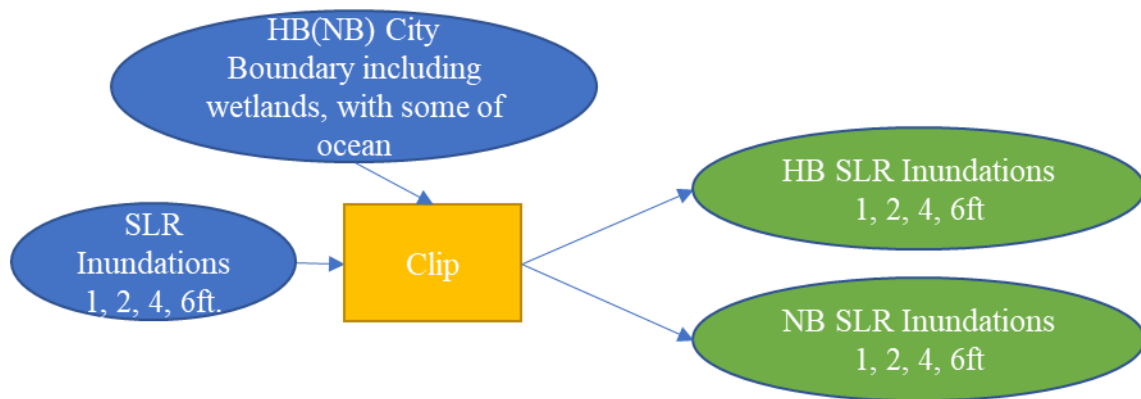 HB(NB) City
Boundary including
wetlands, with some of
ocean
SLR
Inundations
1, 2, 4, 6ft.
Clip
HB SLR Inundations
1, 2, 4, 6ft
NB SLR Inundations
1, 2, 4, 6ft